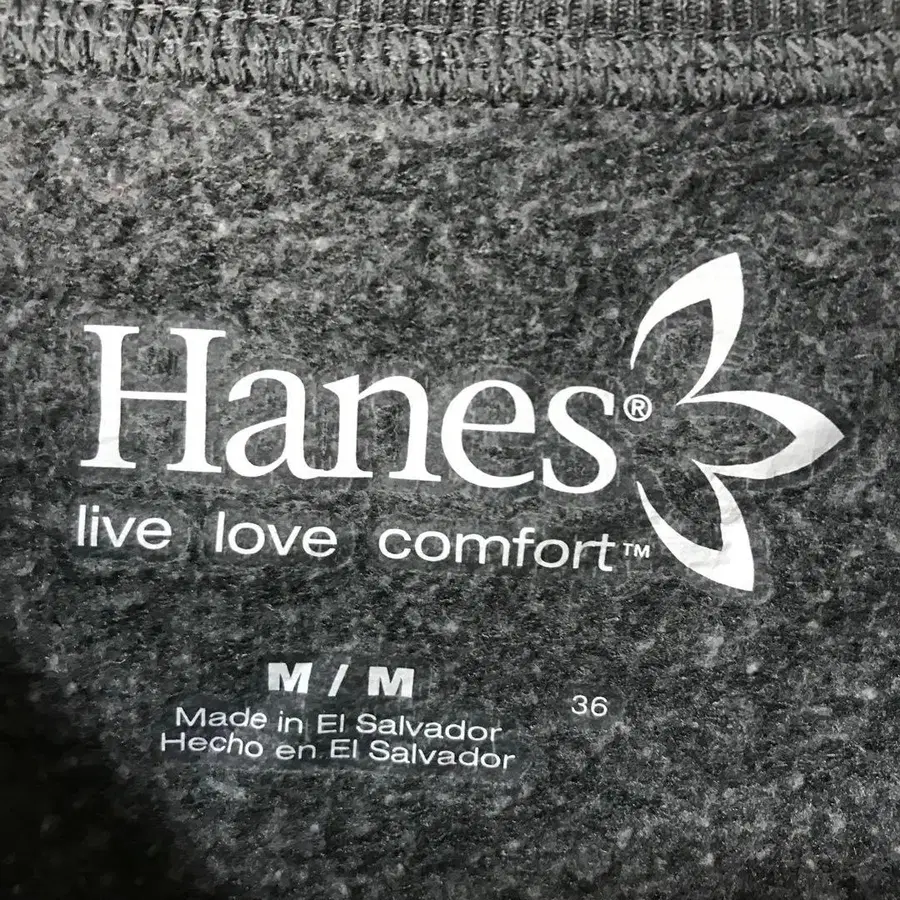 Hanes®
live love comfort™
M / M
36
Made in El Salvador
Hecho en El Salvador